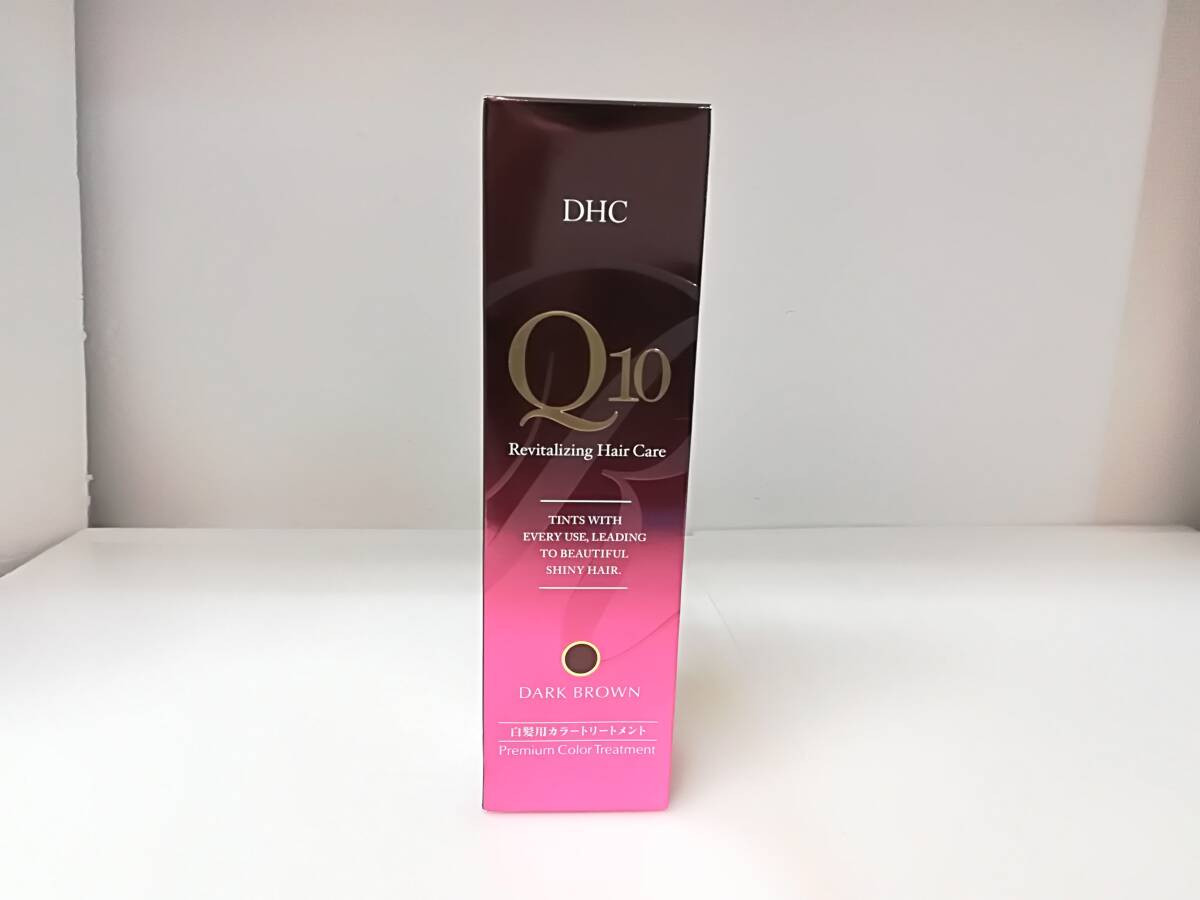 DHC
Q10
Revitalizing Hair Care
TINTS WITH
EVERY USE, LEADING
TO BEAUTIFUL
SHINY HAIR.
DARK BROWN
白髪用カラートリートメント
Premium Color Treatment